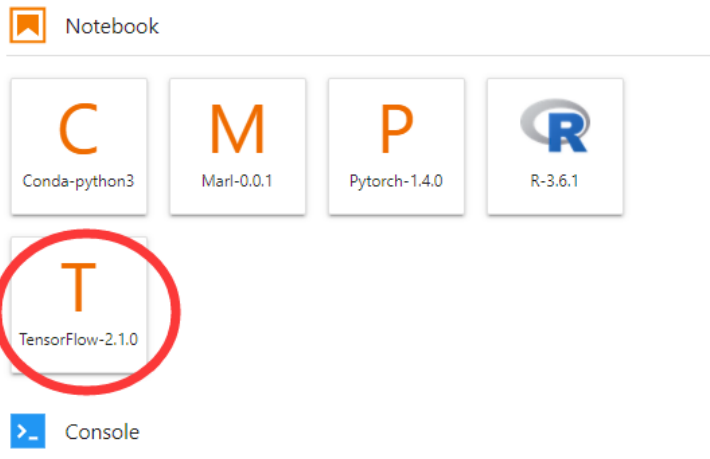 Notebook
C M P R
Conda-python3 Marl-0.0.1 Pytorch-1.4.0 R-3.6.1
T
TensorFlow-2.1.0
>_ Console